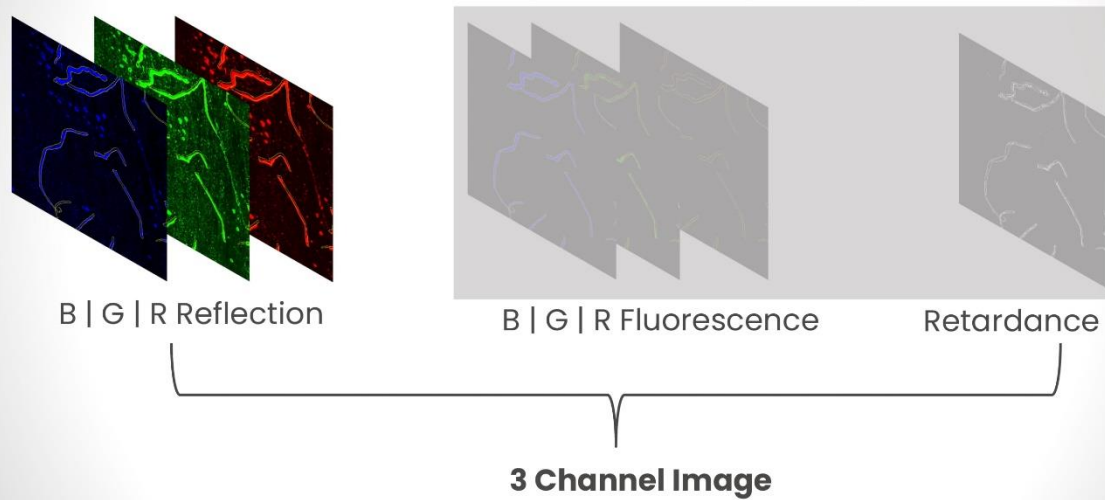 B | G | R Reflection
B | G | R Fluorescence
Retardance
3 Channel Image